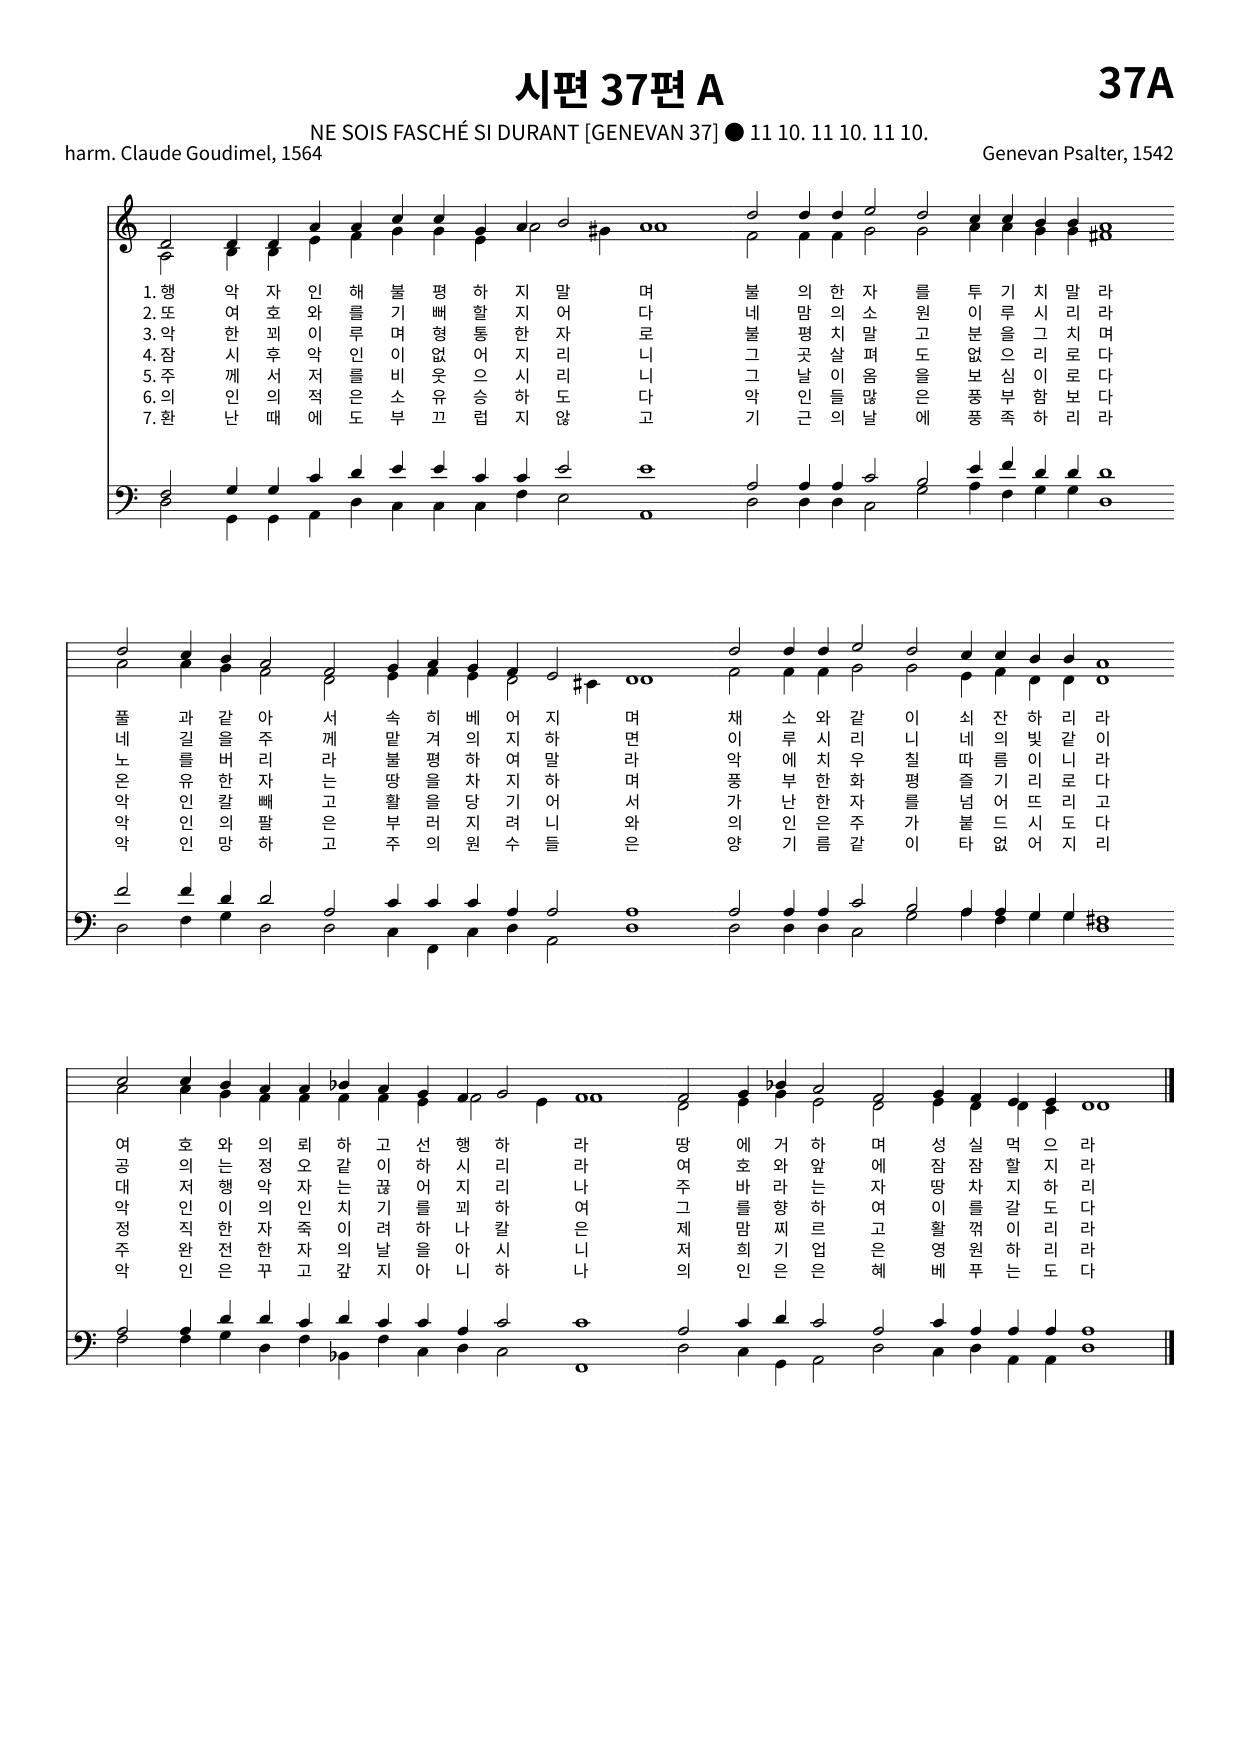 시편 37편 A
37A
NE SOIS FASCHÉ SI DURANT [GENEVAN 37] ● 11 10. 11 10. 11 10.
harm. Claude Goudimel, 1564
Genevan Psalter, 1542
1. 행 악 자 인 해 불 평 하 지 말 며 불 의 한 자 를 투 기 치 말 라
2. 또 여 호 와 를 기 뻐 할 지 어 다 네 맘 의 소 원 이 루 시 리 라
3. 악 한 꾀 이 루 며 형 통 한 자 로 불 평 치 말 고 분 을 그 치 며
4. 잠 시 후 악 인 이 없 어 지 리 니 그 곳 살 펴 도 없 으 리 로 다
5. 주 께 서 저 를 비 웃 으 시 리 니 그 날 이 옴 을 보 심 이 로 다
6. 의 인 의 적 은 소 유 승 하 도 다 악 인 들 많 은 풍 부 함 보 다
7. 환 난 때 에 도 부 끄 럽 지 않 고 기 근 의 날 에 풍 족 하 리 라
풀 과 같 아 서 속 히 베 어 지 며 채 소 와 같 이 쇠 잔 하 리 라
네 길 을 주 께 맡 겨 의 지 하 면 이 루 시 리 니 네 의 빛 같 이
노 를 버 리 라 불 평 하 여 말 라 악 에 치 우 칠 따 름 이 니 라
온 유 한 자 는 땅 을 차 지 하 며 풍 부 한 화 평 즐 기 리 로 다
악 인 칼 빼 고 활 을 당 기 어 서 가 난 한 자 를 넘 어 뜨 리 고
악 인 의 팔 은 부 러 지 려 니 와 의 인 은 주 가 붙 드 시 도 다
악 인 망 하 고 주 의 원 수 들 은 양 기 름 같 이 타 없 어 지 리
여 호 와 의 뢰 하 고 선 행 하 라 땅 에 거 하 며 성 실 먹 으 라
공 의 는 정 오 같 이 하 시 리 라 여 호 와 앞 에 잠 잠 할 지 라
대 저 행 악 자 는 끊 어 지 리 나 주 바 라 는 자 땅 차 지 하 리
악 인 이 의 인 치 기 를 꾀 하 여 그 를 향 하 여 이 를 갈 도 다
정 직 한 자 죽 이 려 하 나 칼 은 제 맘 찌 르 고 활 꺾 이 리 라
주 완 전 한 자 의 날 을 아 시 니 저 희 기 업 은 영 원 하 리 라
악 인 은 꾸 고 갚 지 아 니 하 나 의 인 은 은 혜 베 푸 는 도 다